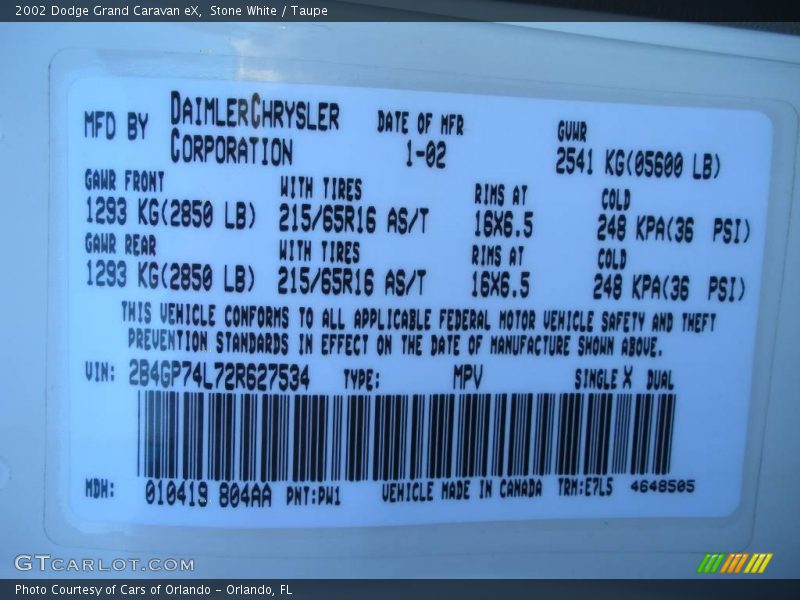 2002 Dodge Grand Caravan eX, Stone White / Taupe
MFD BY DAIMLERCHRYSLER CORPORATION DATE OF MFR 1-02 GVWR 2541 KG(05600 LB)
GAWR FRONT WITH TIRES RIMS AT COLD
1293 KG(2850 LB) 215/65R16 AS/T 16X6.5 248 KPA(36 PSI)
GAWR REAR WITH TIRES RIMS AT COLD
1293 KG(2850 LB) 215/65R16 AS/T 16X6.5 248 KPA(36 PSI)
THIS VEHICLE CONFORMS TO ALL APPLICABLE FEDERAL MOTOR VEHICLE SAFETY AND THEFT
PREVENTION STANDARDS IN EFFECT ON THE DATE OF MANUFACTURE SHOWN ABOVE.
VIN: 2B4GP74L72R627534 TYPE: MPV SINGLE X DUAL
MDH: 010419 804AA PNT:PW1 VEHICLE MADE IN CANADA TRM:E7L5 4648505
GTCARLOT.COM
Photo Courtesy of Cars of Orlando - Orlando, FL